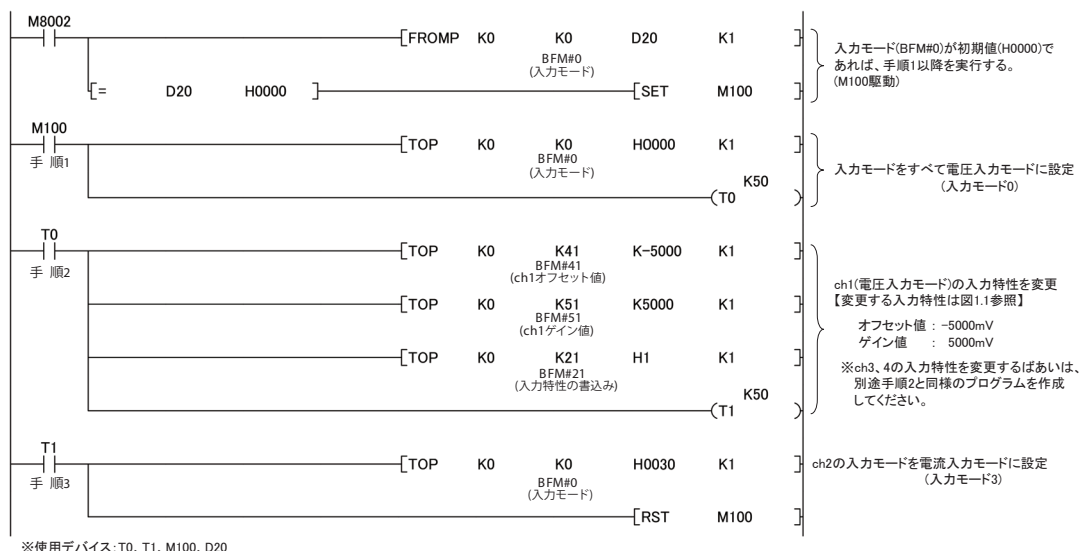 M8002
FROMP K0 K0 D20 K1
BFM#0
(入力モード)
= D20 H0000
SET M100
入力モード(BFM#0)が初期値(H0000)で
あれば、手順1以降を実行する。
(M100駆動)
M100
手 順1
TOP K0 K0 H0000 K1
BFM#0
(入力モード)
K50
T0
入力モードをすべて電圧入力モードに設定
(入力モード0)
T0
手 順2
TOP K0 K41 K-5000 K1
BFM#41
(ch1オフセット値)
TOP K0 K51 K5000 K1
BFM#51
(ch1ゲイン値)
TOP K0 K21 H1 K1
BFM#21
(入力特性の書込み)
K50
T1
ch1(電圧入力モード)の入力特性を変更
【変更する入力特性は図1.1参照】
オフセット値 : -5000mV
ゲイン値 : 5000mV
※ch3、4の入力特性を変更するばあいは、
別途手順2と同様のプログラムを作成
してください。
T1
手 順3
TOP K0 K0 H0030 K1
BFM#0
(入力モード)
RST M100
ch2の入力モードを電流入力モードに設定
(入力モード3)
※使用デバイス:T0, T1, M100, D20